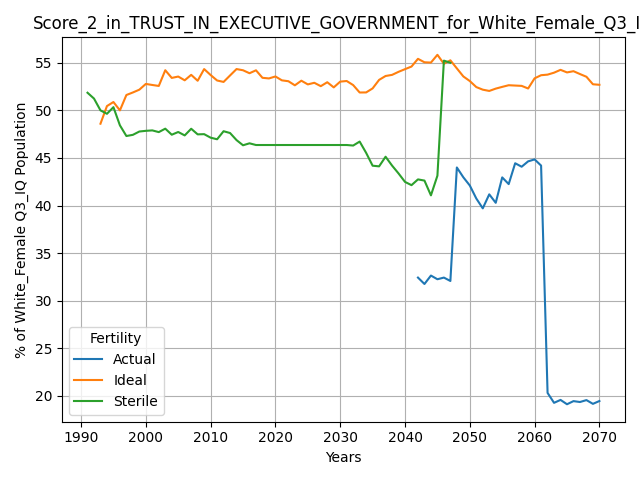 Score_2_in_TRUST_IN_EXECUTIVE_GOVERNMENT_for_White_Female_Q3_I
% of White_Female Q3_IQ Population
55
50
45
40
35
30
25
20
Fertility
Actual
Ideal
Sterile
1990 2000 2010 2020 2030 2040 2050 2060 2070
Years